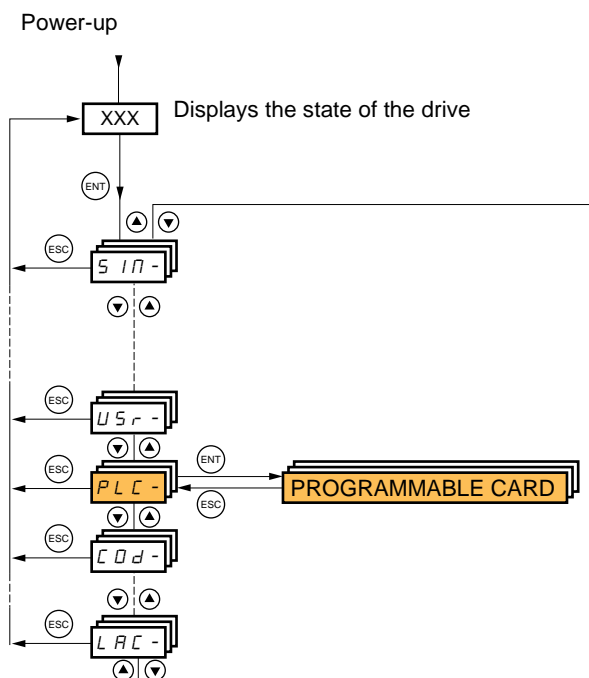 Power-up
XXX
Displays the state of the drive
ENT
ESC
SIM-
ESC
USr-
ESC
PLC-
ENT
ESC
PROGRAMMABLE CARD
ESC
COd-
ESC
LAC-